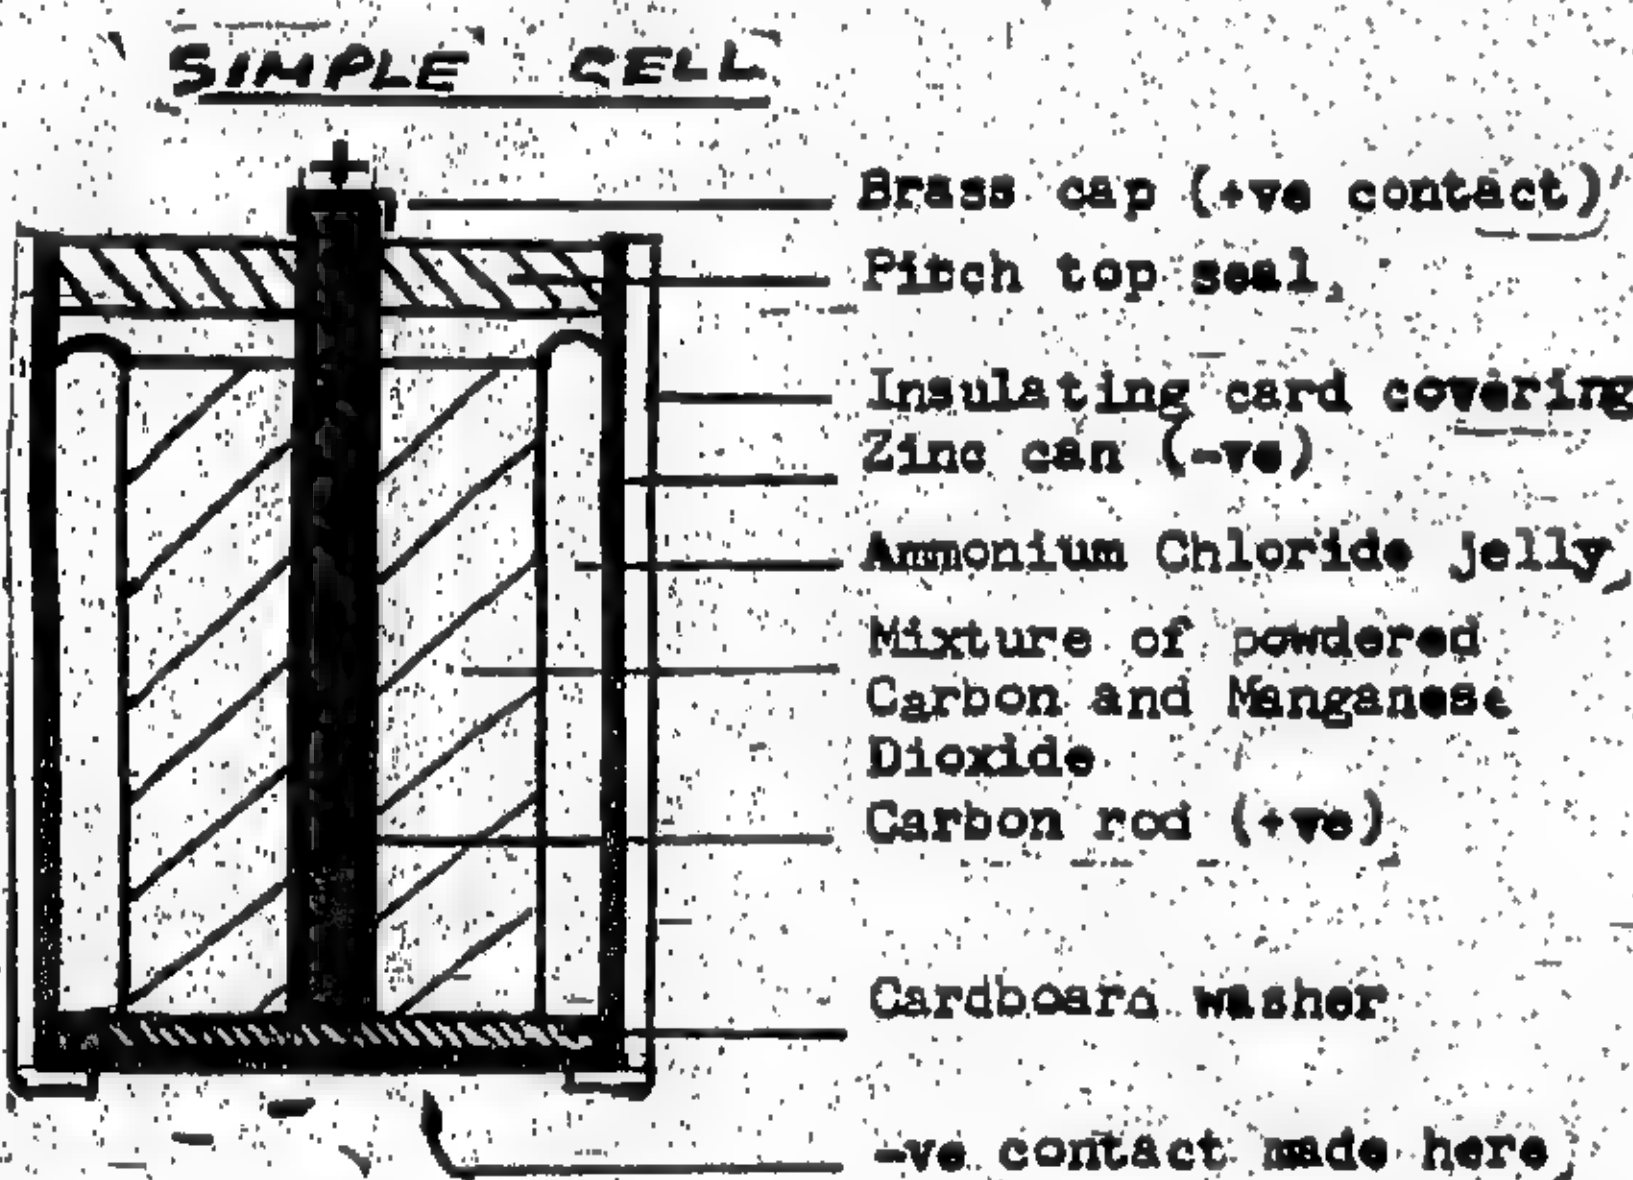 SIMPLE CELL
+
Brass cap (+ve contact)
Pitch top seal,
Insulating card covering
Zinc can (-ve)
Ammonium Chloride jelly,
Mixture of powdered
Carbon and Manganese
Dioxide
Carbon rod (+ve)
Cardboard washer
-
-ve contact made here